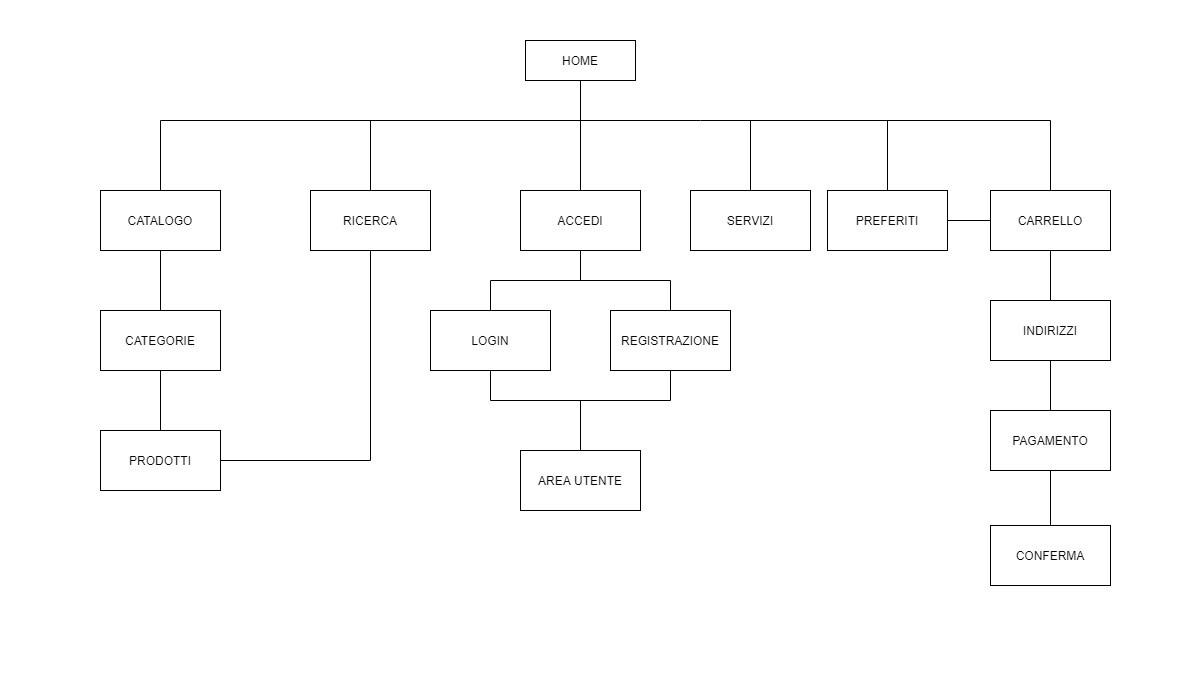 HOME
CATALOGO
RICERCA
ACCEDI
SERVIZI
PREFERITI
CARRELLO
CATEGORIE
LOGIN
REGISTRAZIONE
INDIRIZZI
PRODOTTI
AREA UTENTE
PAGAMENTO
CONFERMA